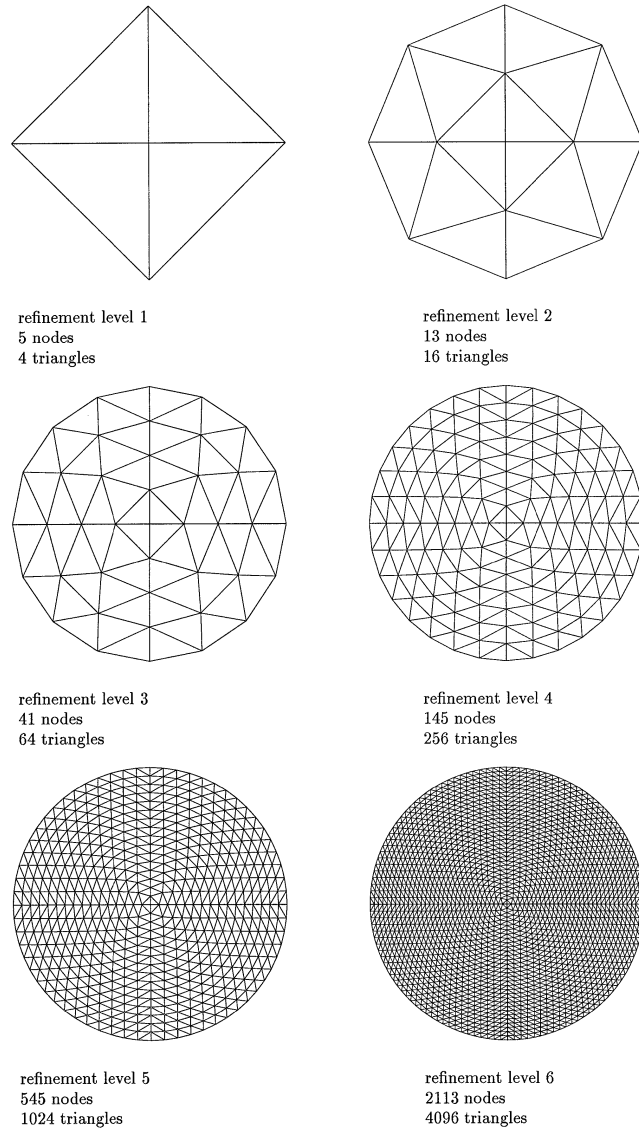 refinement level 1
5 nodes
4 triangles
refinement level 2
13 nodes
16 triangles
refinement level 3
41 nodes
64 triangles
refinement level 4
145 nodes
256 triangles
refinement level 5
545 nodes
1024 triangles
refinement level 6
2113 nodes
4096 triangles